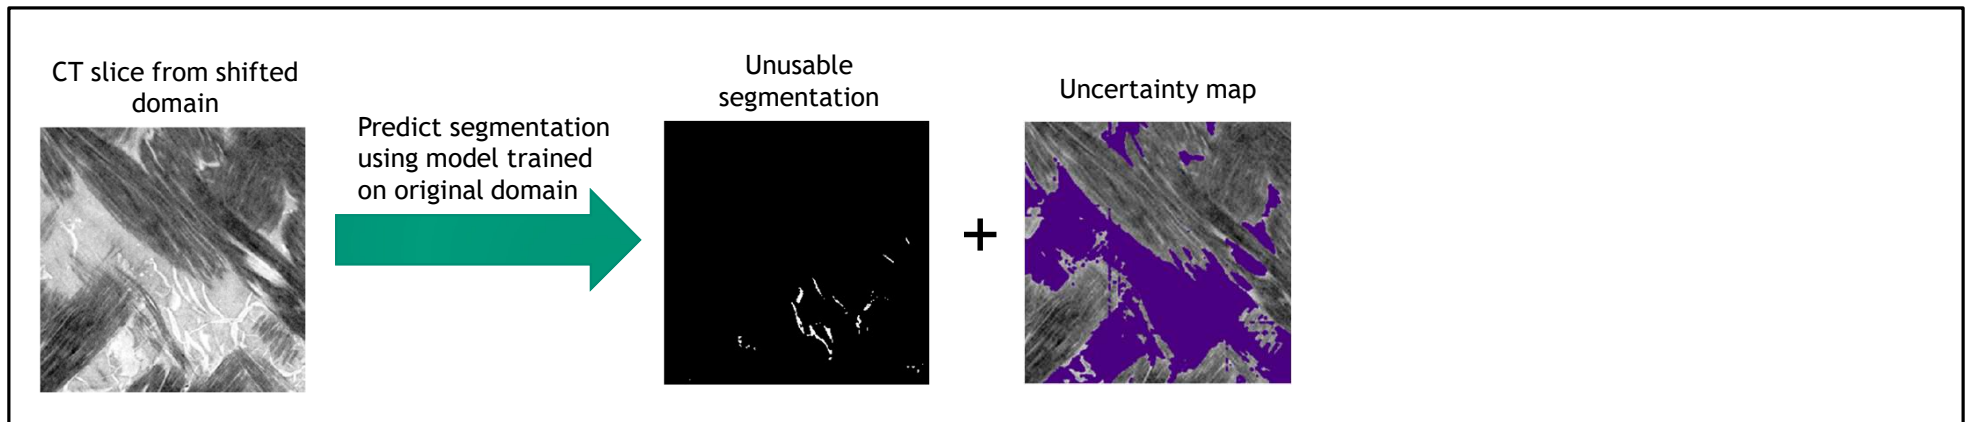 CT slice from shifted
domain
Predict segmentation
using model trained
on original domain
Unusable
segmentation
+
Uncertainty map